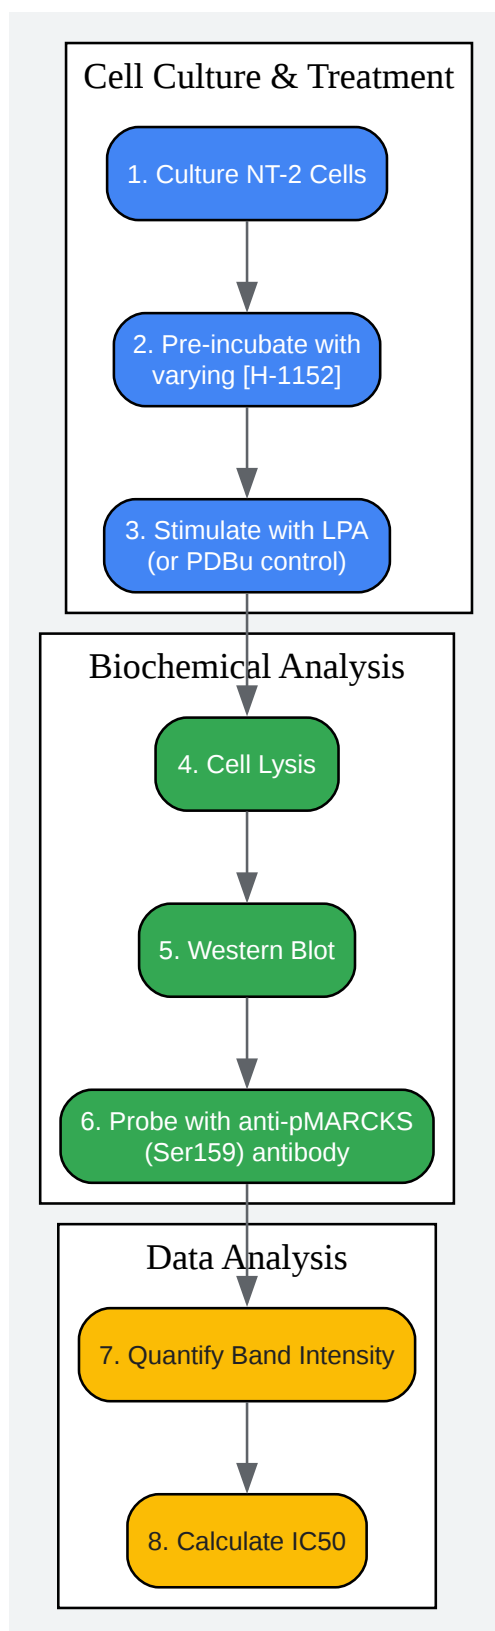 Cell Culture & Treatment
1. Culture NT-2 Cells
2. Pre-incubate with
varying [H-1152]
3. Stimulate with LPA
(or PDBu control)
Biochemical Analysis
4. Cell Lysis
5. Western Blot
6. Probe with anti-pMARCKS
(Ser159) antibody
Data Analysis
7. Quantify Band Intensity
8. Calculate IC50